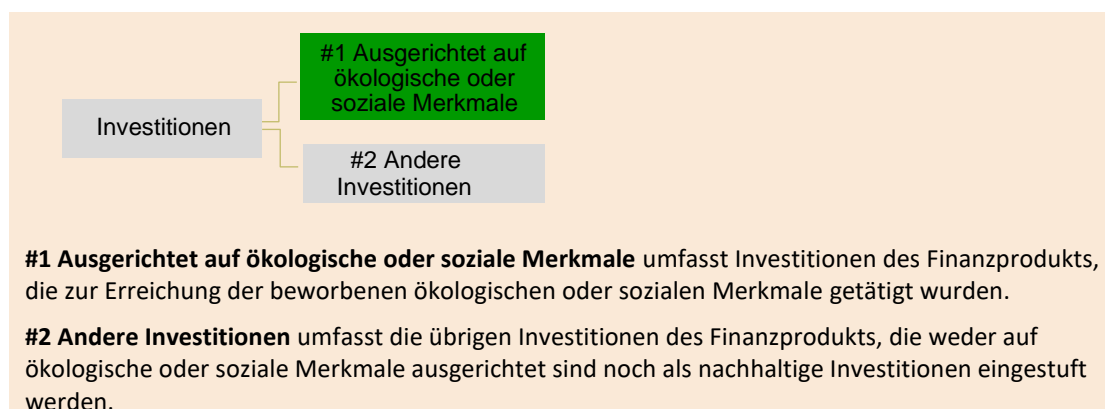 #1 Ausgerichtet auf
ökologische oder
soziale Merkmale
Investitionen
#2 Andere
Investitionen
#1 Ausgerichtet auf ökologische oder soziale Merkmale umfasst Investitionen des Finanzprodukts,
die zur Erreichung der beworbenen ökologischen oder sozialen Merkmale getätigt wurden.
#2 Andere Investitionen umfasst die übrigen Investitionen des Finanzprodukts, die weder auf
ökologische oder soziale Merkmale ausgerichtet sind noch als nachhaltige Investitionen eingestuft
werden.